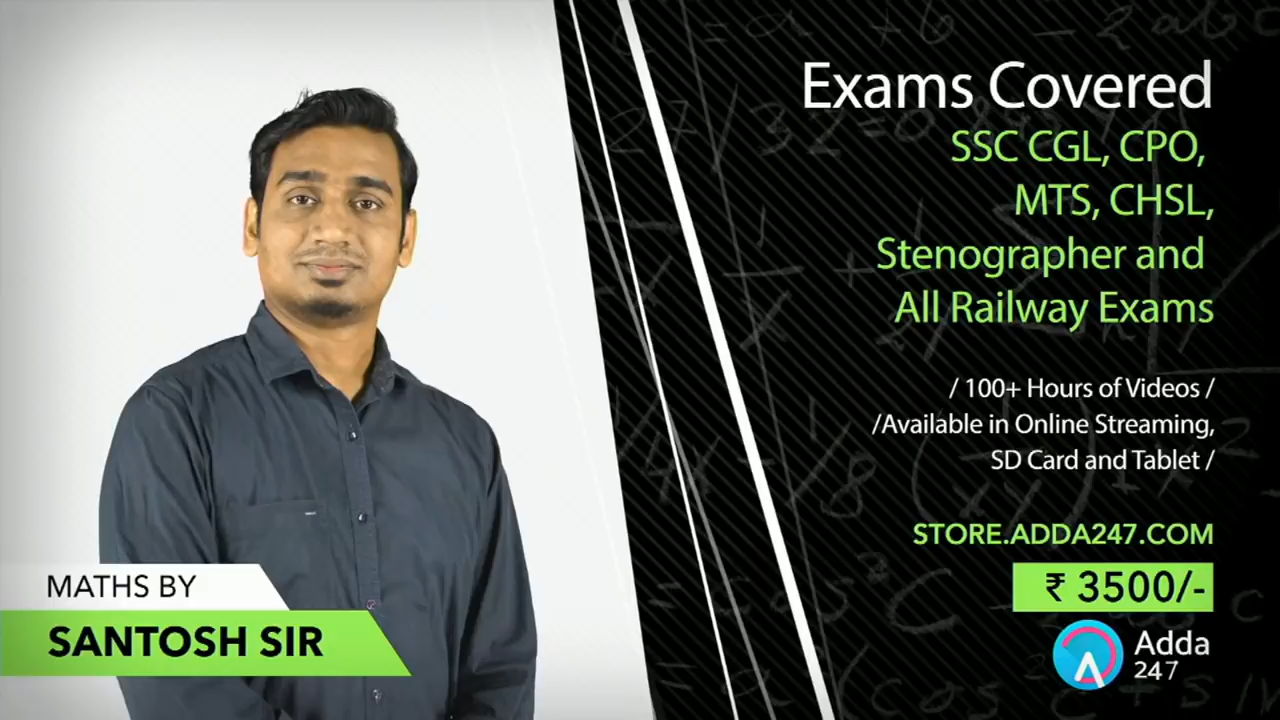 Exams Covered
SSC CGL, CPO,
MTS, CHSL,
Stenographer and
All Railway Exams
/ 100+ Hours of Videos /
/Available in Online Streaming,
SD Card and Tablet /
STORE.ADDA247.COM
₹ 3500/-
Adda
247
MATHS BY
SANTOSH SIR